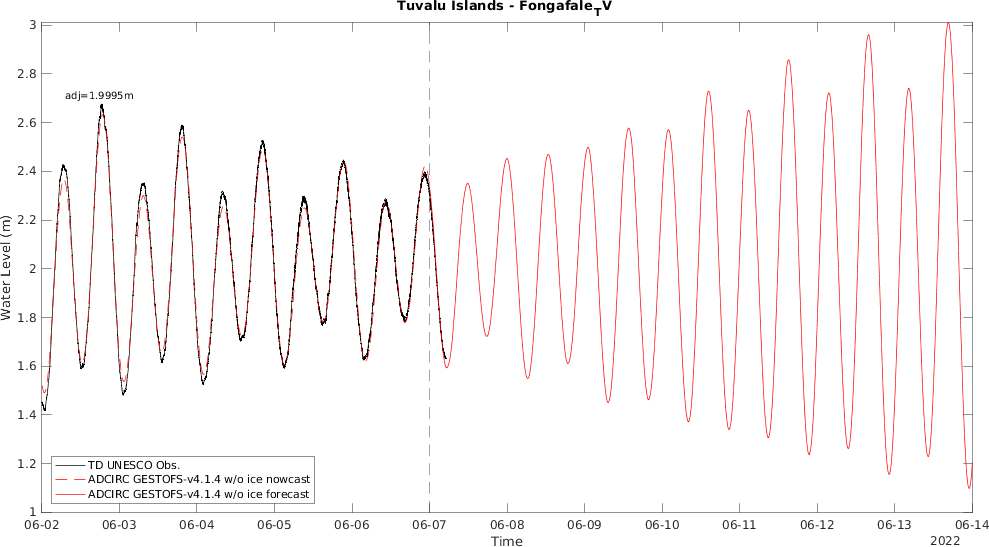 Tuvalu Islands - Fongafale_TV
adj=1.9995m
3
2.8
2.6
2.4
2.2
2
1.8
1.6
1.4
1.2
1
Water Level (m)
TD UNESCO Obs.
ADCIRC GESTOFS-v4.1.4 w/o ice nowcast
ADCIRC GESTOFS-v4.1.4 w/o ice forecast
06-02 06-03 06-04 06-05 06-06 06-07 06-08 06-09 06-10 06-11 06-12 06-13 06-14
Time
2022